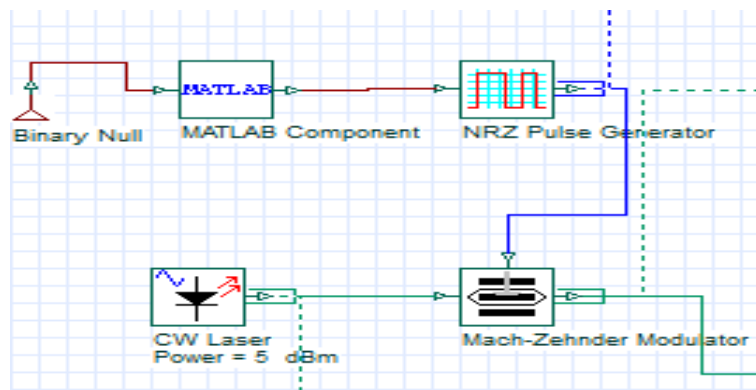 MATLAB
Binary Null
MATLAB Component
NRZ Pulse Generator
CW Laser
Power = 5 dBm
Mach-Zehnder Modulator